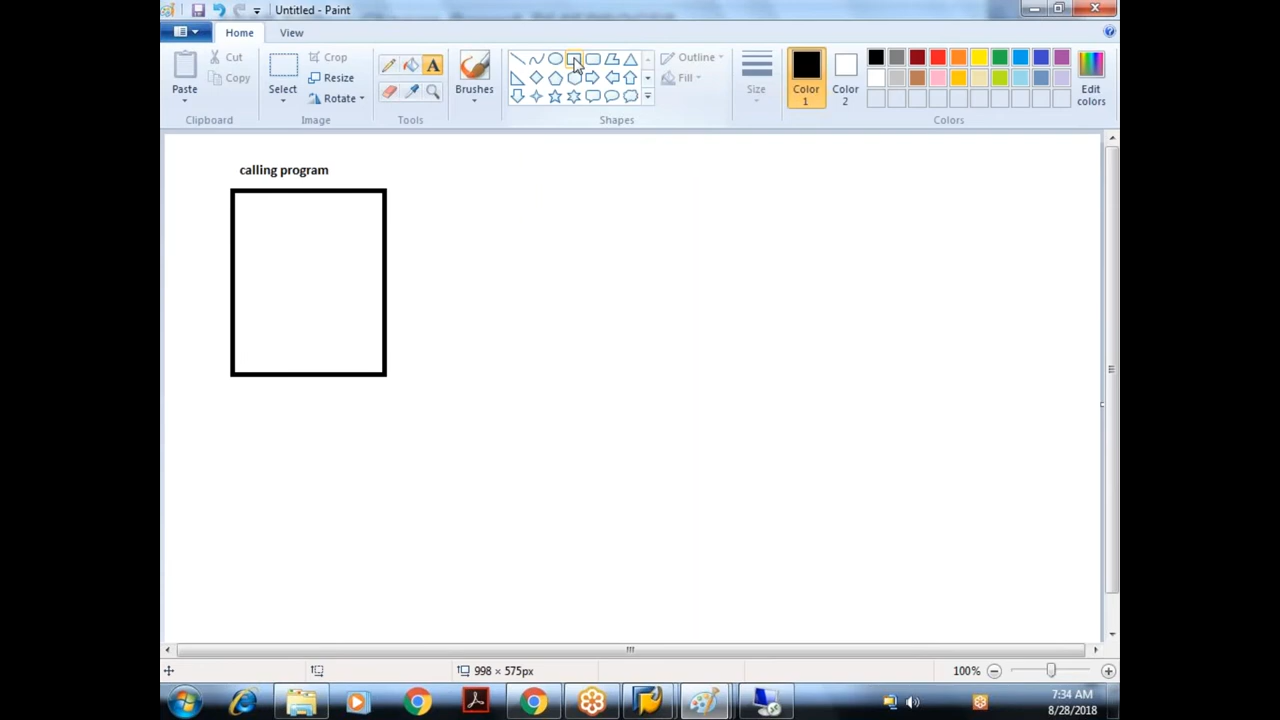 Untitled - Paint
Home View
Paste
Cut
Copy
Clipboard
Select
Crop
Resize
Rotate
Image
A
Tools
Brushes
Outline
Fill
Shapes
Size
Color 1
Color 2
Edit colors
Colors
calling program
998 × 575px
100%
7:34 AM
8/28/2018